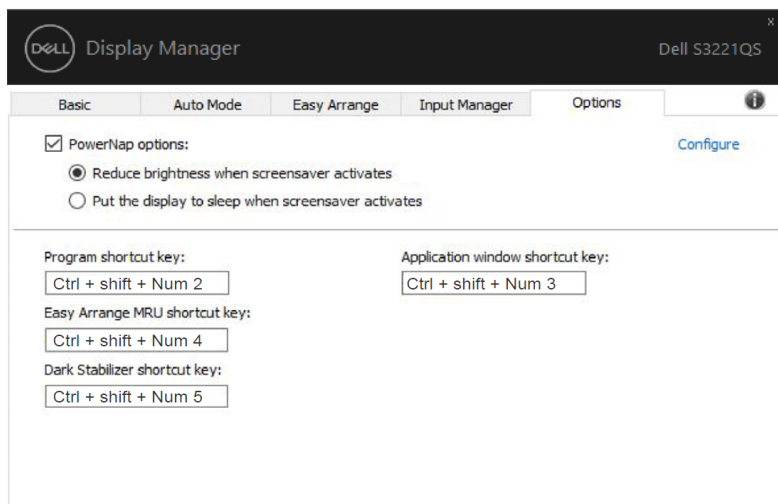 DELL Display Manager
Dell S3221QS
x
Basic
Auto Mode
Easy Arrange
Input Manager
Options
i
PowerNap options:
Configure
Reduce brightness when screensaver activates
Put the display to sleep when screensaver activates
Program shortcut key:
Application window shortcut key:
Ctrl + shift + Num 2
Ctrl + shift + Num 3
Easy Arrange MRU shortcut key:
Ctrl + shift + Num 4
Dark Stabilizer shortcut key:
Ctrl + shift + Num 5